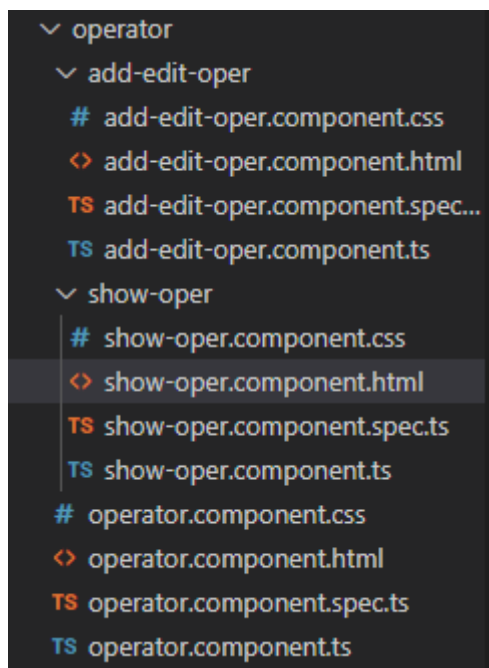 operator
add-edit-oper
# add-edit-oper.component.css
<> add-edit-oper.component.html
TS add-edit-oper.component.spec...
TS add-edit-oper.component.ts
show-oper
# show-oper.component.css
<> show-oper.component.html
TS show-oper.component.spec.ts
TS show-oper.component.ts
# operator.component.css
<> operator.component.html
TS operator.component.spec.ts
TS operator.component.ts